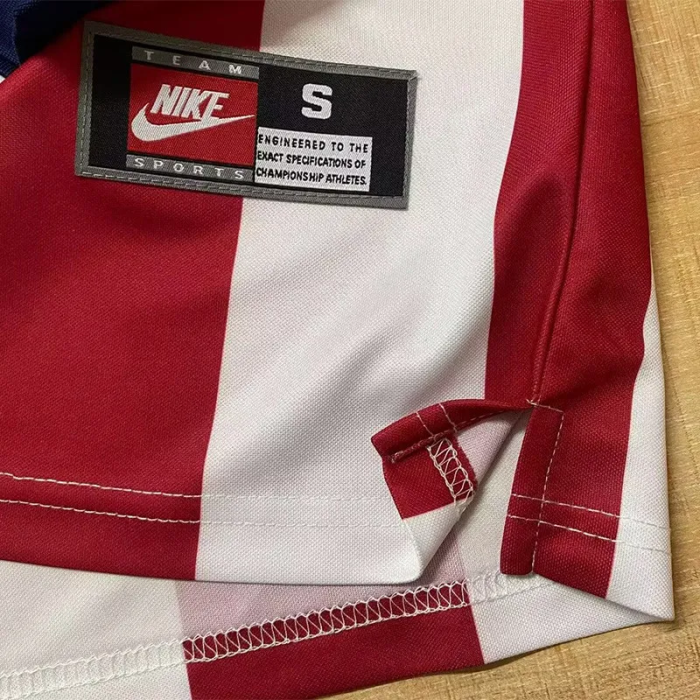 TEAM
NIKE
SPORTS
S
ENGINEERED TO THE
EXACT SPECIFICATIONS OF
CHAMPIONSHIP ATHLETES.